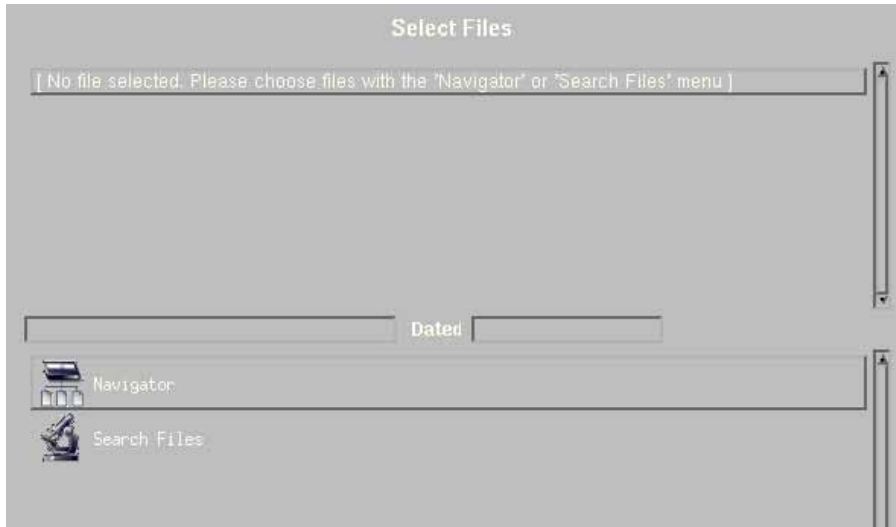 Select Files
[ No file selected. Please choose files with the 'Navigator' or 'Search Files' menu ]
Dated
Navigator
Search Files